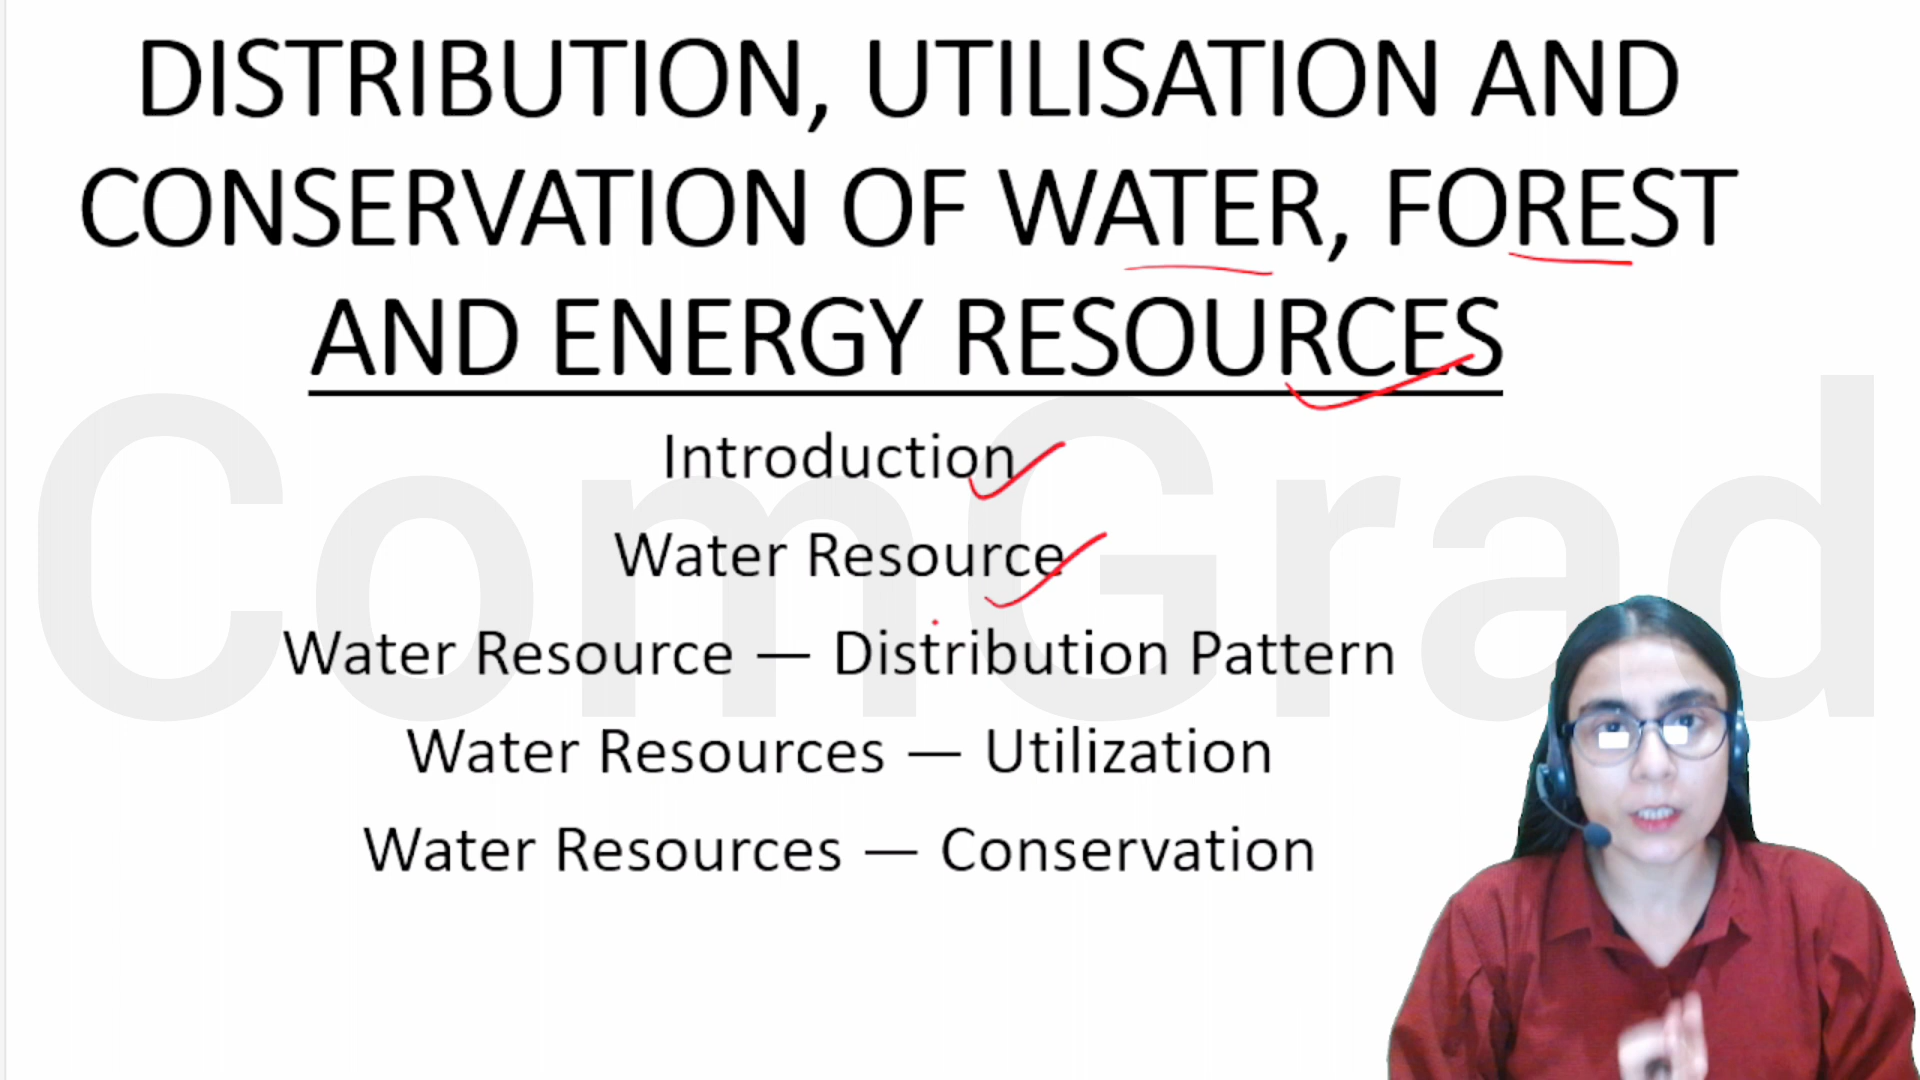 DISTRIBUTION, UTILISATION AND
CONSERVATION OF WATER, FOREST
AND ENERGY RESOURCES
ComGrad
Introduction
Water Resource
Water Resource — Distribution Pattern
Water Resources — Utilization
Water Resources — Conservation